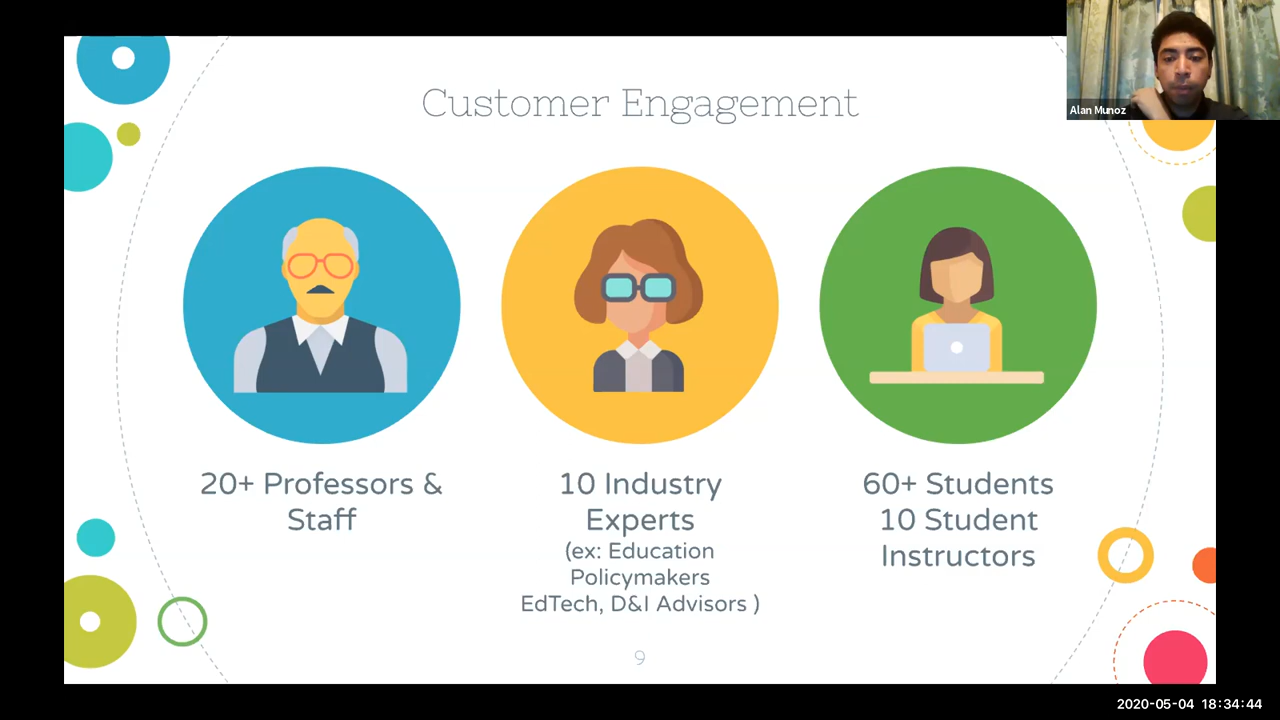 Alan Munoz
Customer Engagement
20+ Professors &
Staff
10 Industry
Experts
(ex: Education
Policymakers
EdTech, D&I Advisors )
60+ Students
10 Student
Instructors
9
2020-05-04 18:34:44